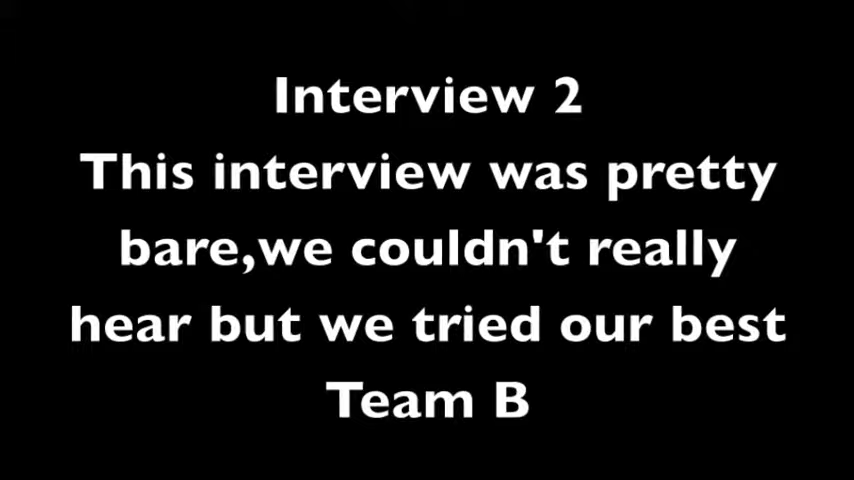 Interview 2
This interview was pretty
bare,we couldn't really
hear but we tried our best
Team B